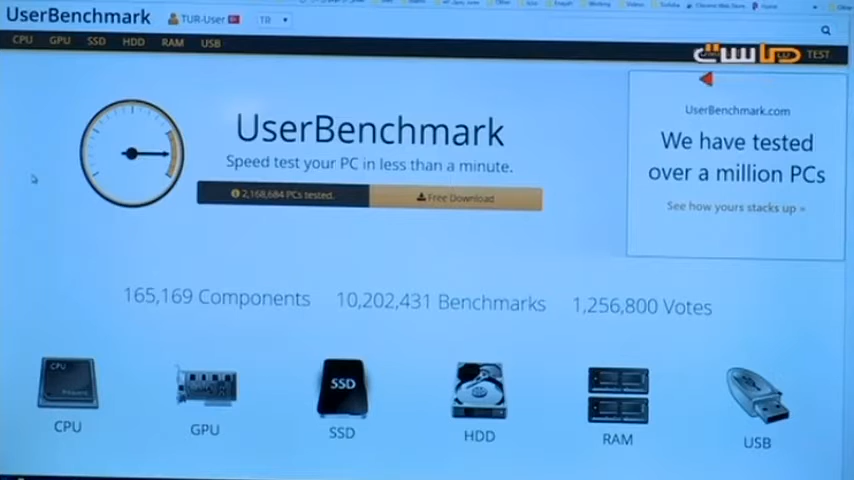 UserBenchmark TUR-User TR
CPU GPU SSD HDD RAM USB
TEST
UserBenchmark
Speed test your PC in less than a minute.
2,168,684 PCs tested. Free Download
UserBenchmark.com
We have tested
over a million PCs
See how yours stacks up »
165,169 Components 10,202,431 Benchmarks 1,256,800 Votes
CPU
SSD
CPU GPU SSD HDD RAM USB